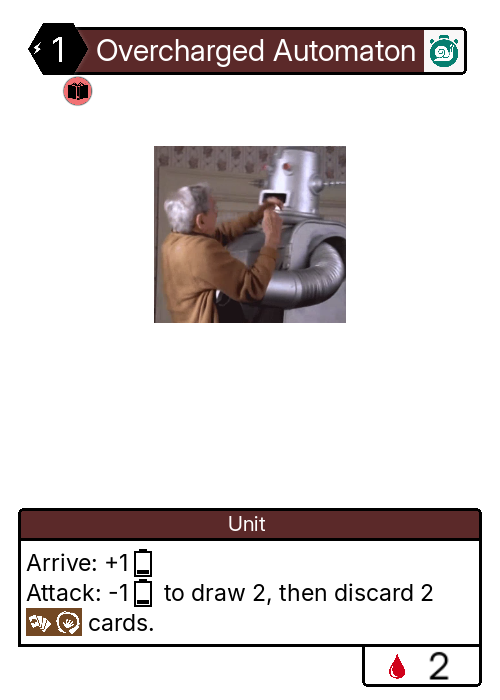 1 Overcharged Automaton
Unit
Arrive: +1
Attack: -1 to draw 2, then discard 2
cards.
2